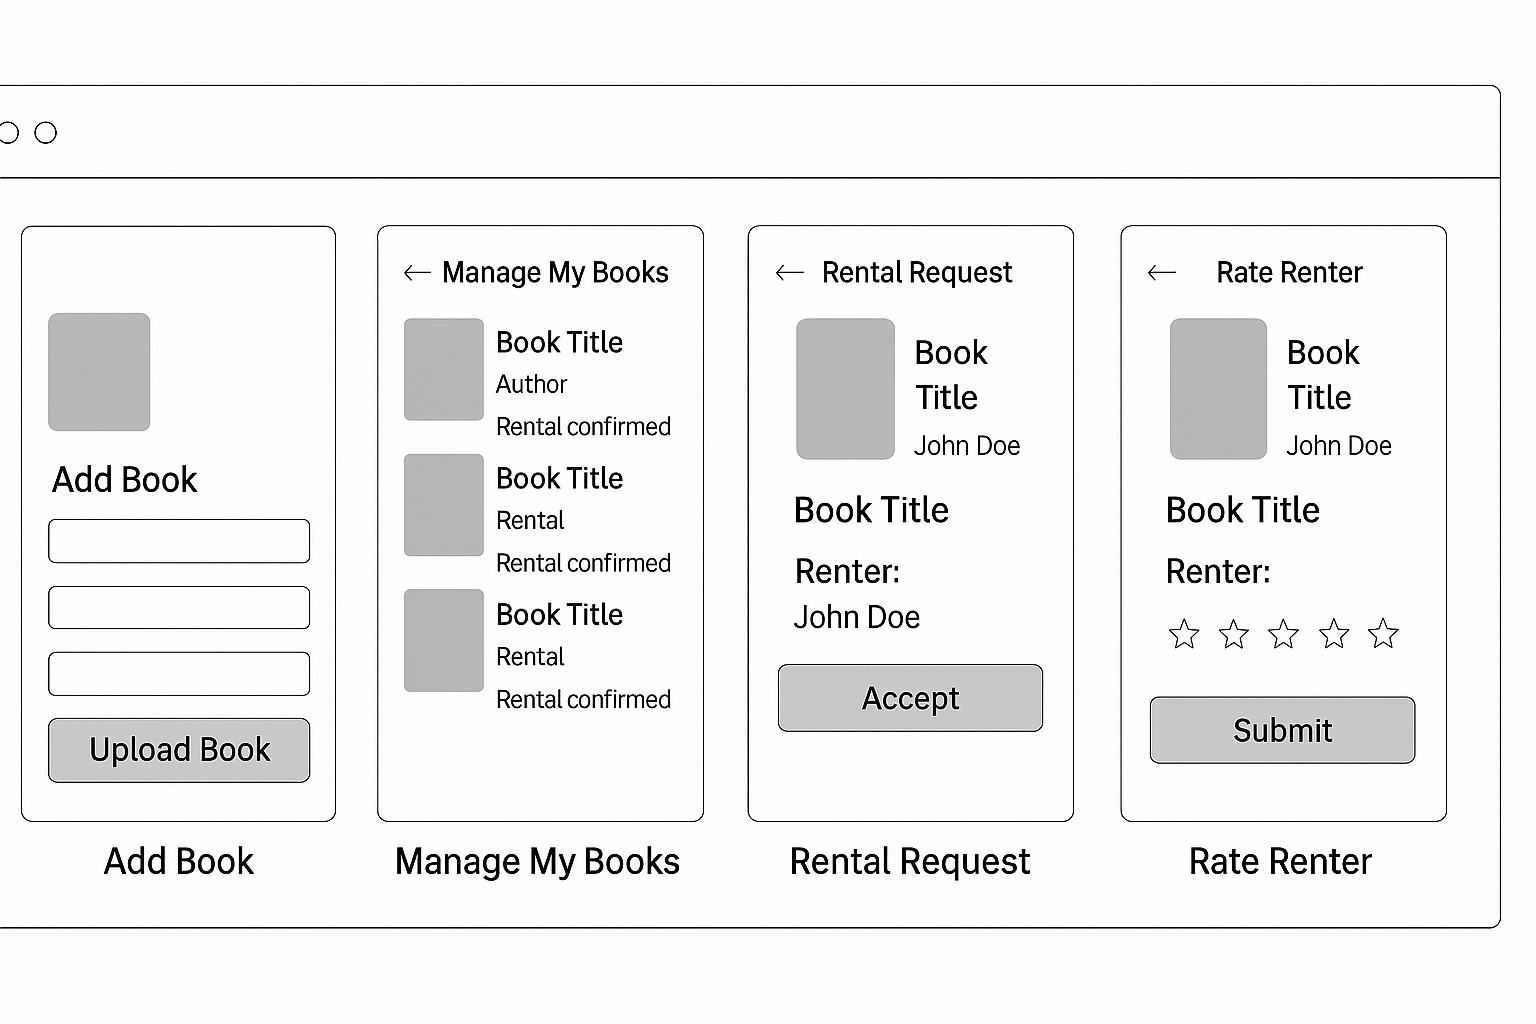 Add Book
Upload Book
Add Book
Manage My Books
Book Title
Author
Rental confirmed
Book Title
Rental
Rental confirmed
Book Title
Rental
Rental confirmed
Manage My Books
Rental Request
Book
Title
John Doe
Book Title
Renter:
John Doe
Accept
Rental Request
Rate Renter
Book
Title
John Doe
Book Title
Renter:
Submit
Rate Renter